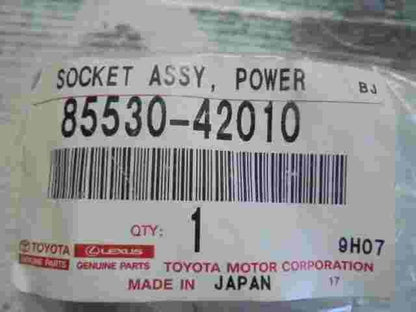 SOCKET ASSY, POWER BJ
85530-42010
QTY: 1 9H07
TOYOTA LEXUS
GENUINE PARTS GENUINE PARTS TOYOTA MOTOR CORPORATION
MADE IN JAPAN 17